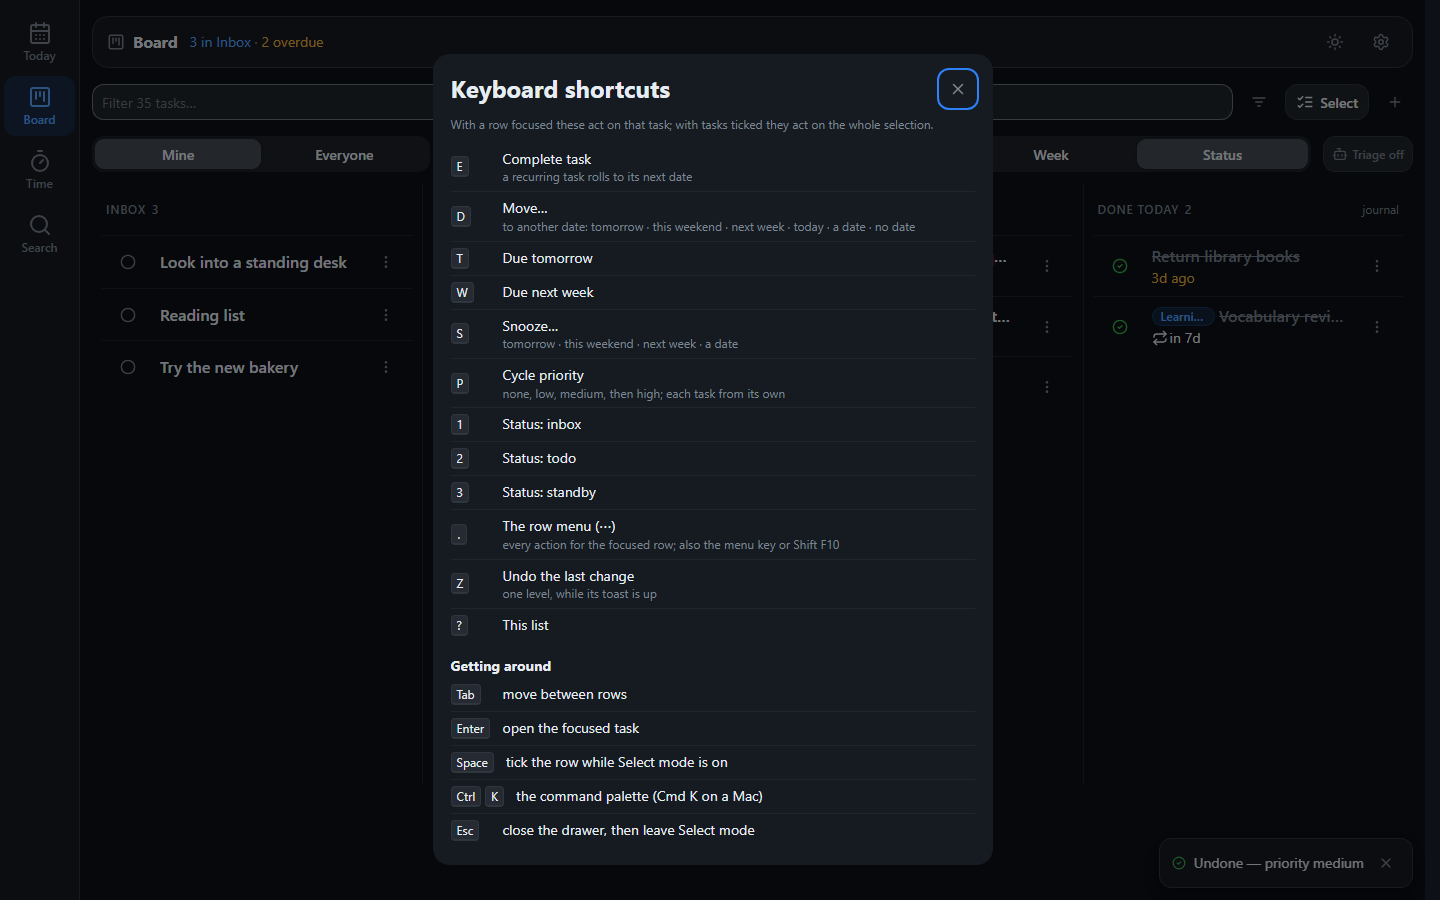 Today
Board
Time
Search
Board 3 in Inbox · 2 overdue
Filter 35 tasks...
Select
Mine
Everyone
Week
Status
Triage off
INBOX 3
Look into a standing desk
Reading list
Try the new bakery
DONE TODAY 2
journal
Return library books
3d ago
Learni... Vocabulary revi...
in 7d
Keyboard shortcuts
With a row focused these act on that task; with tasks ticked they act on the whole selection.
E Complete task
a recurring task rolls to its next date
D Move...
to another date: tomorrow · this weekend · next week · today · a date · no date
T Due tomorrow
W Due next week
S Snooze...
tomorrow · this weekend · next week · a date
P Cycle priority
none, low, medium, then high; each task from its own
1 Status: inbox
2 Status: todo
3 Status: standby
. The row menu (···)
every action for the focused row; also the menu key or Shift F10
Z Undo the last change
one level, while its toast is up
? This list
Getting around
Tab move between rows
Enter open the focused task
Space tick the row while Select mode is on
Ctrl K the command palette (Cmd K on a Mac)
Esc close the drawer, then leave Select mode
Undone — priority medium